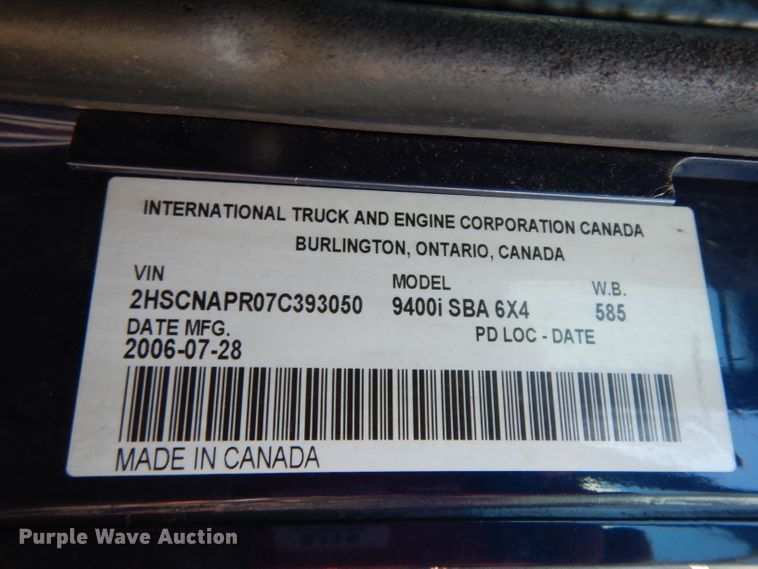 INTERNATIONAL TRUCK AND ENGINE CORPORATION CANADA
BURLINGTON, ONTARIO, CANADA
VIN MODEL W.B.
2HSCNAPR07C393050 9400i SBA 6X4 585
DATE MFG. PD LOC - DATE
2006-07-28
MADE IN CANADA
Purple Wave Auction